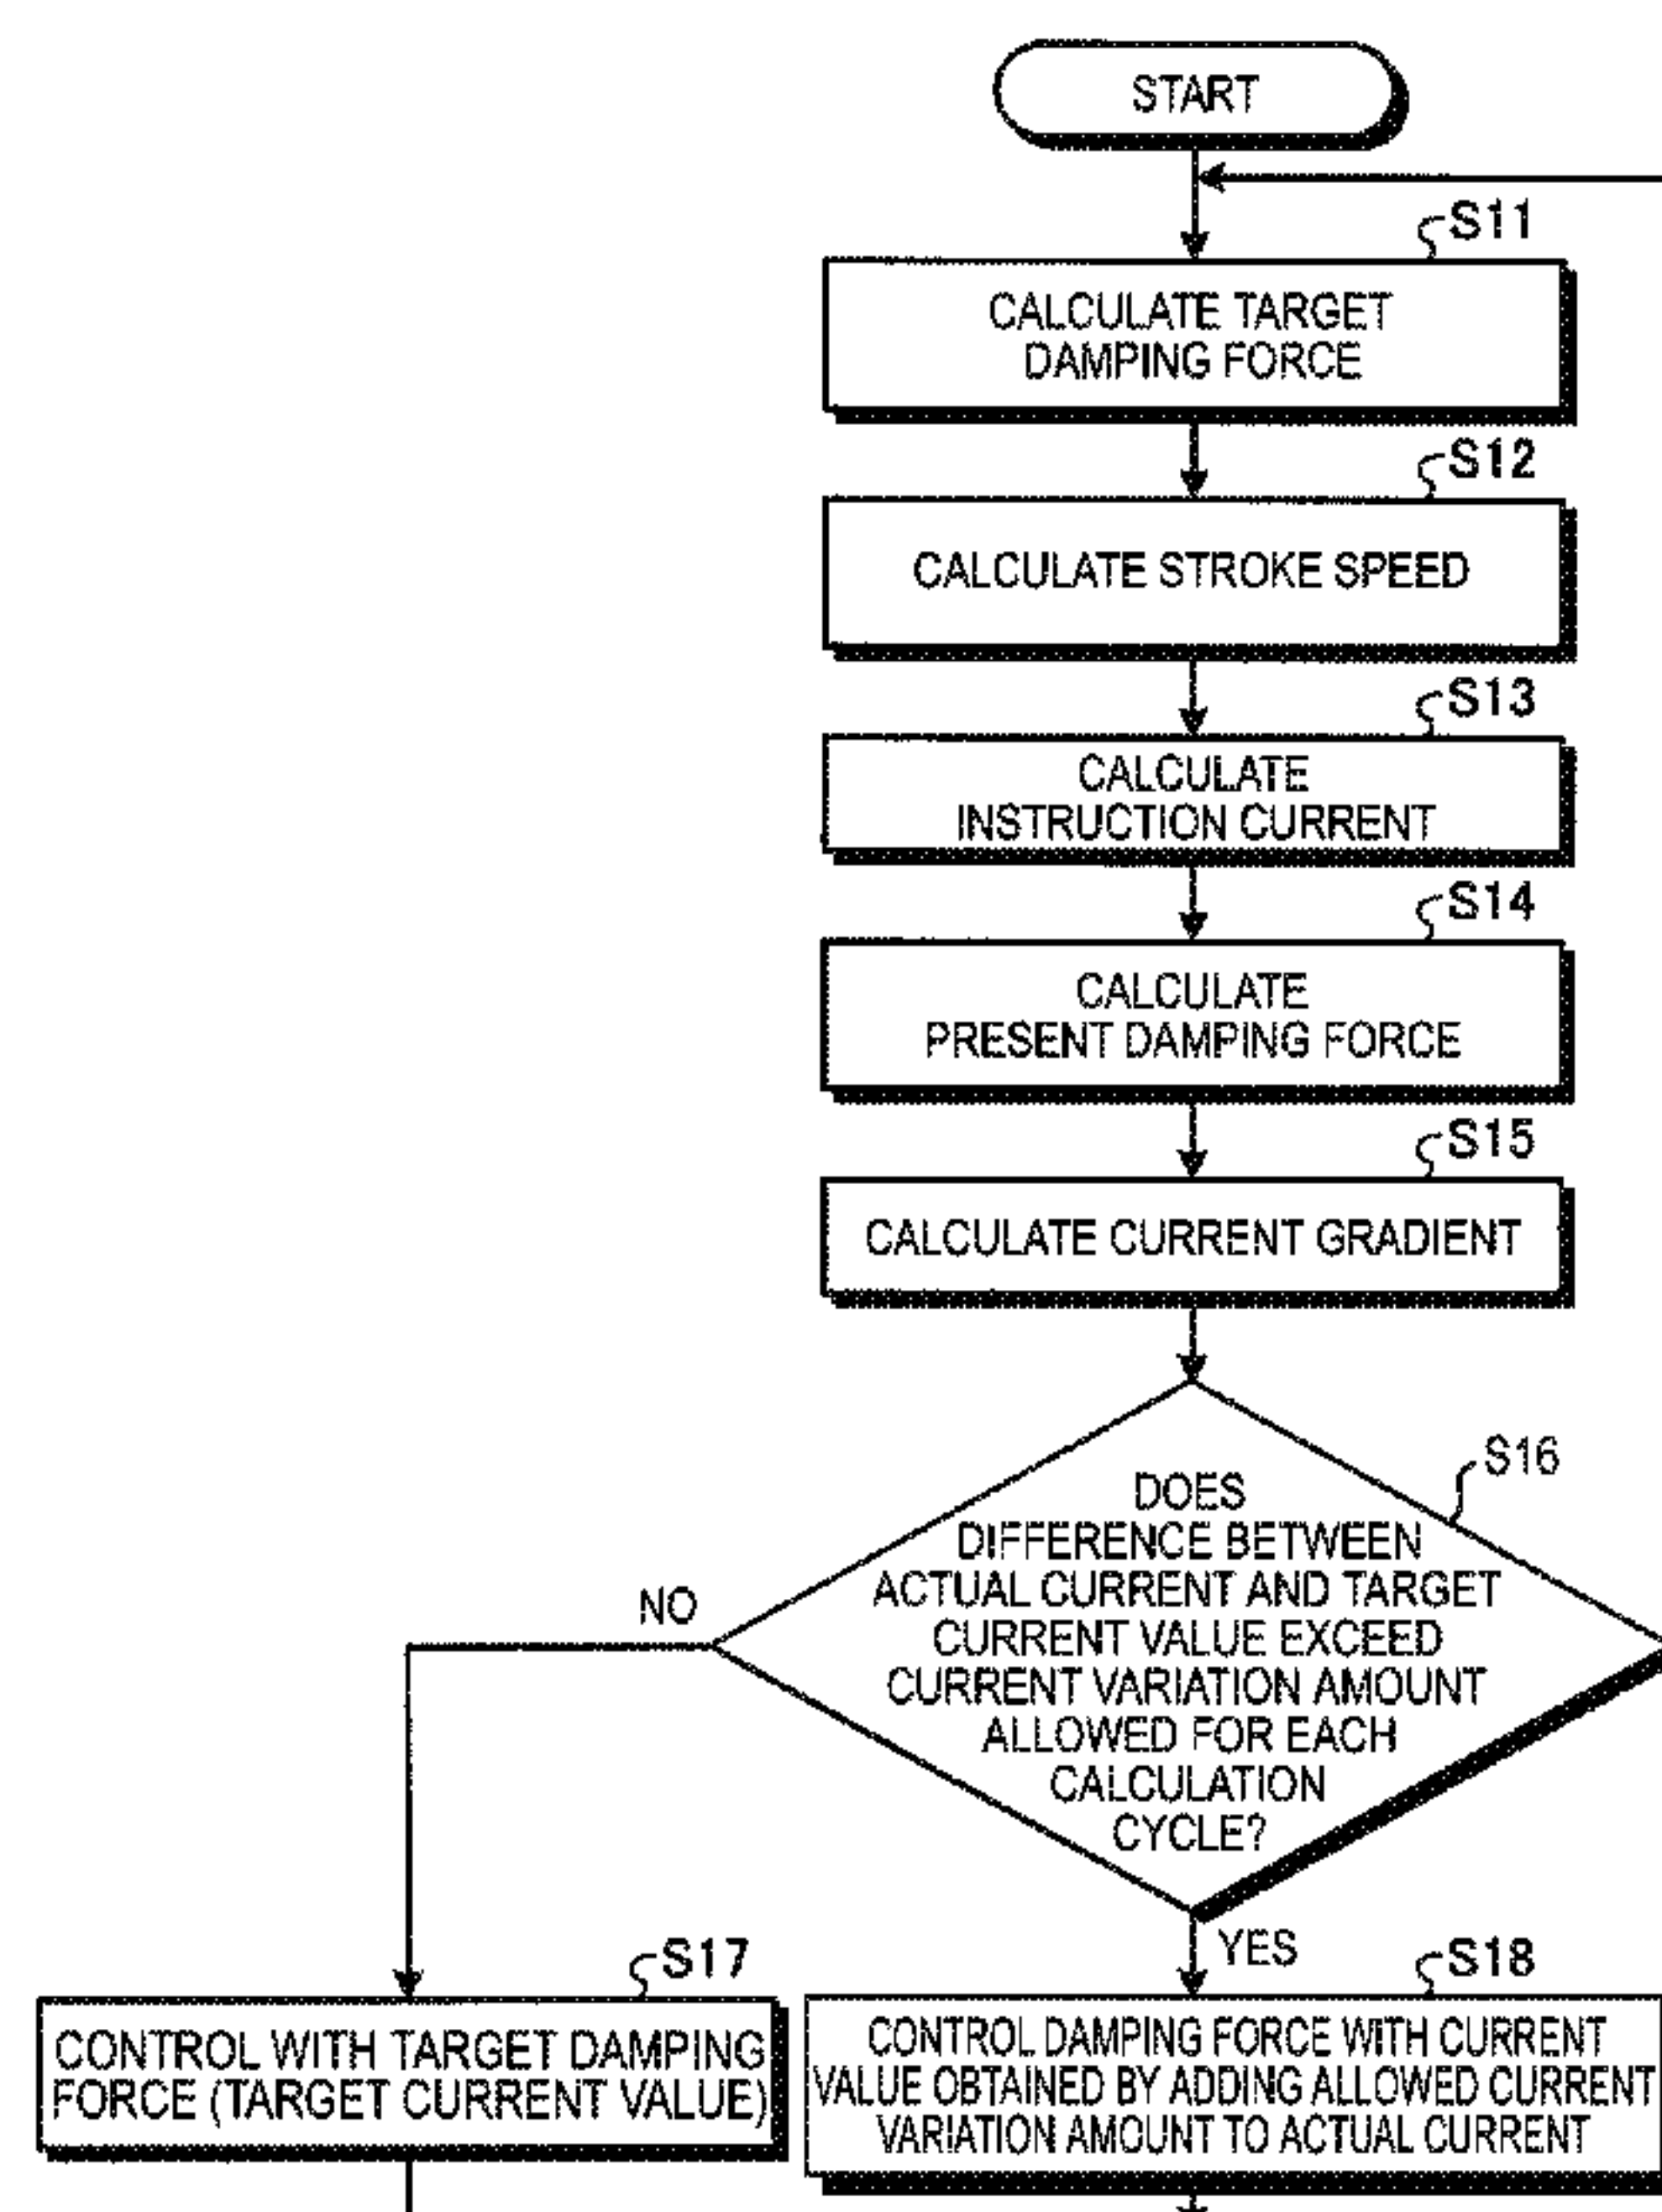 START
S11
CALCULATE TARGET
DAMPING FORCE
S12
CALCULATE STROKE SPEED
S13
CALCULATE
INSTRUCTION CURRENT
S14
CALCULATE
PRESENT DAMPING FORCE
S15
CALCULATE CURRENT GRADIENT
S16
DOES
DIFFERENCE BETWEEN
ACTUAL CURRENT AND TARGET
CURRENT VALUE EXCEED
CURRENT VARIATION AMOUNT
ALLOWED FOR EACH
CALCULATION
CYCLE?
NO
YES
S17
CONTROL WITH TARGET DAMPING
FORCE (TARGET CURRENT VALUE)
S18
CONTROL DAMPING FORCE WITH CURRENT
VALUE OBTAINED BY ADDING ALLOWED CURRENT
VARIATION AMOUNT TO ACTUAL CURRENT